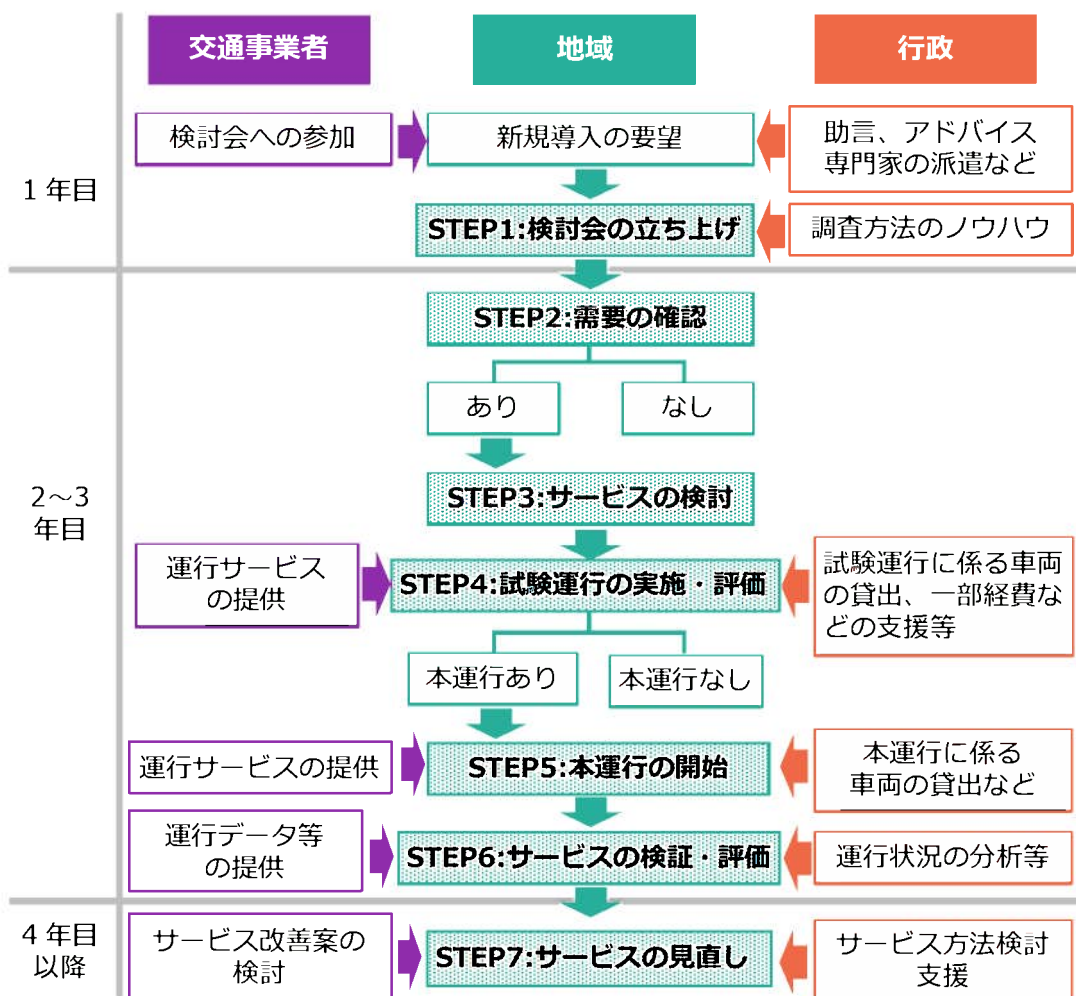 交通事業者
地域
行政
1年目
検討会への参加
新規導入の要望
助言、アドバイス
専門家の派遣など
STEP1:検討会の立ち上げ
調査方法のノウハウ
2～3
年目
STEP2:需要の確認
あり
なし
STEP3:サービスの検討
運行サービス
の提供
STEP4:試験運行の実施・評価
試験運行に係る車両
の貸出、一部経費な
どの支援等
本運行あり
本運行なし
運行サービスの提供
STEP5:本運行の開始
本運行に係る
車両の貸出など
運行データ等
の提供
STEP6:サービスの検証・評価
運行状況の分析等
4年目
以降
サービス改善案の
検討
STEP7:サービスの見直し
サービス方法検討
支援